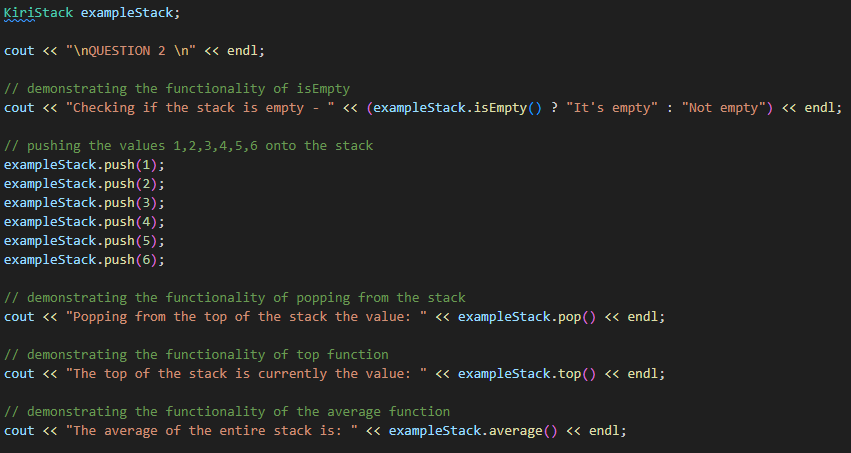 KiriStack exampleStack;
cout << "\nQUESTION 2 \n" << endl;
// demonstrating the functionality of isEmpty
cout << "Checking if the stack is empty - " << (exampleStack.isEmpty() ? "It's empty" : "Not empty") << endl;
// pushing the values 1,2,3,4,5,6 onto the stack
exampleStack.push(1);
exampleStack.push(2);
exampleStack.push(3);
exampleStack.push(4);
exampleStack.push(5);
exampleStack.push(6);
// demonstrating the functionality of popping from the stack
cout << "Popping from the top of the stack the value: " << exampleStack.pop() << endl;
// demonstrating the functionality of top function
cout << "The top of the stack is currently the value: " << exampleStack.top() << endl;
// demonstrating the functionality of the average function
cout << "The average of the entire stack is: " << exampleStack.average() << endl;